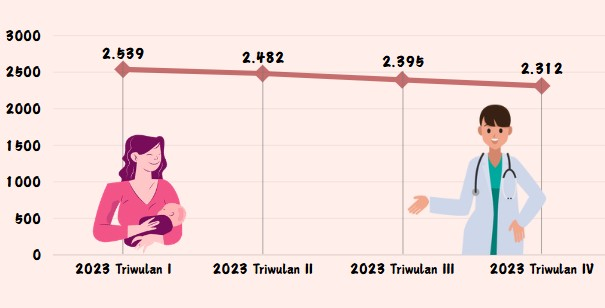 3000
2.539
2.482
2.395
2.312
2500
2000
1500
1000
500
0
2023 Triwulan I
2023 Triwulan II
2023 Triwulan III
2023 Triwulan IV